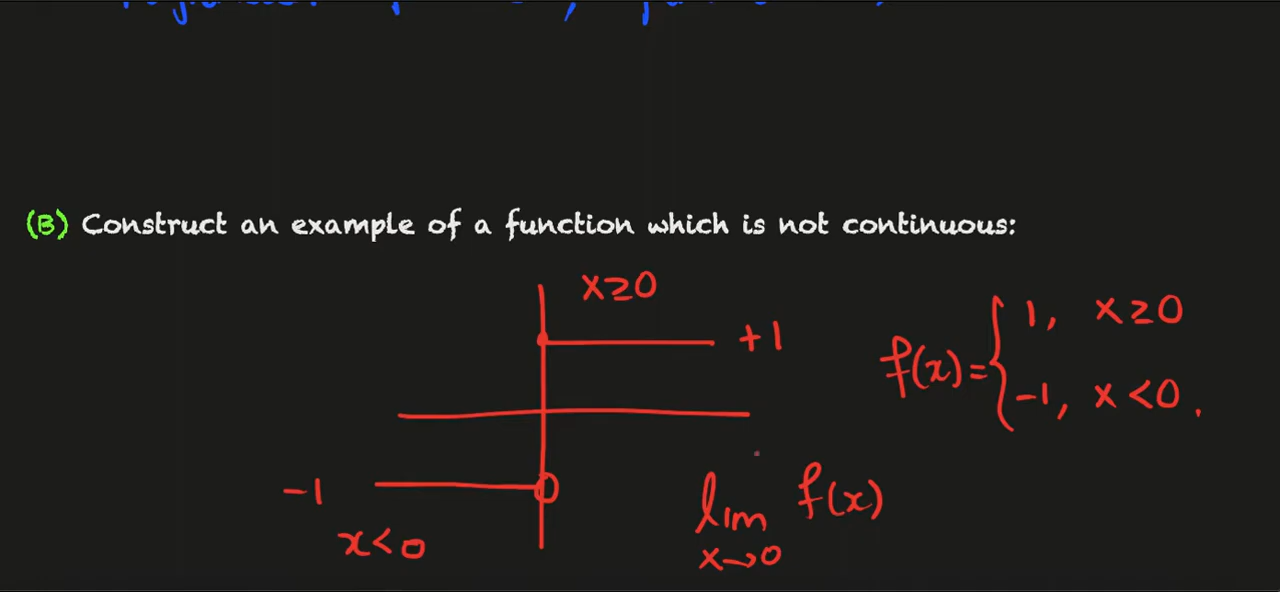 (B) Construct an example of a function which is not continuous:
x≥0
+1
f(x)= { 1, x≥0
-1, x<0.
-1
x<0
lim f(x)
x→0